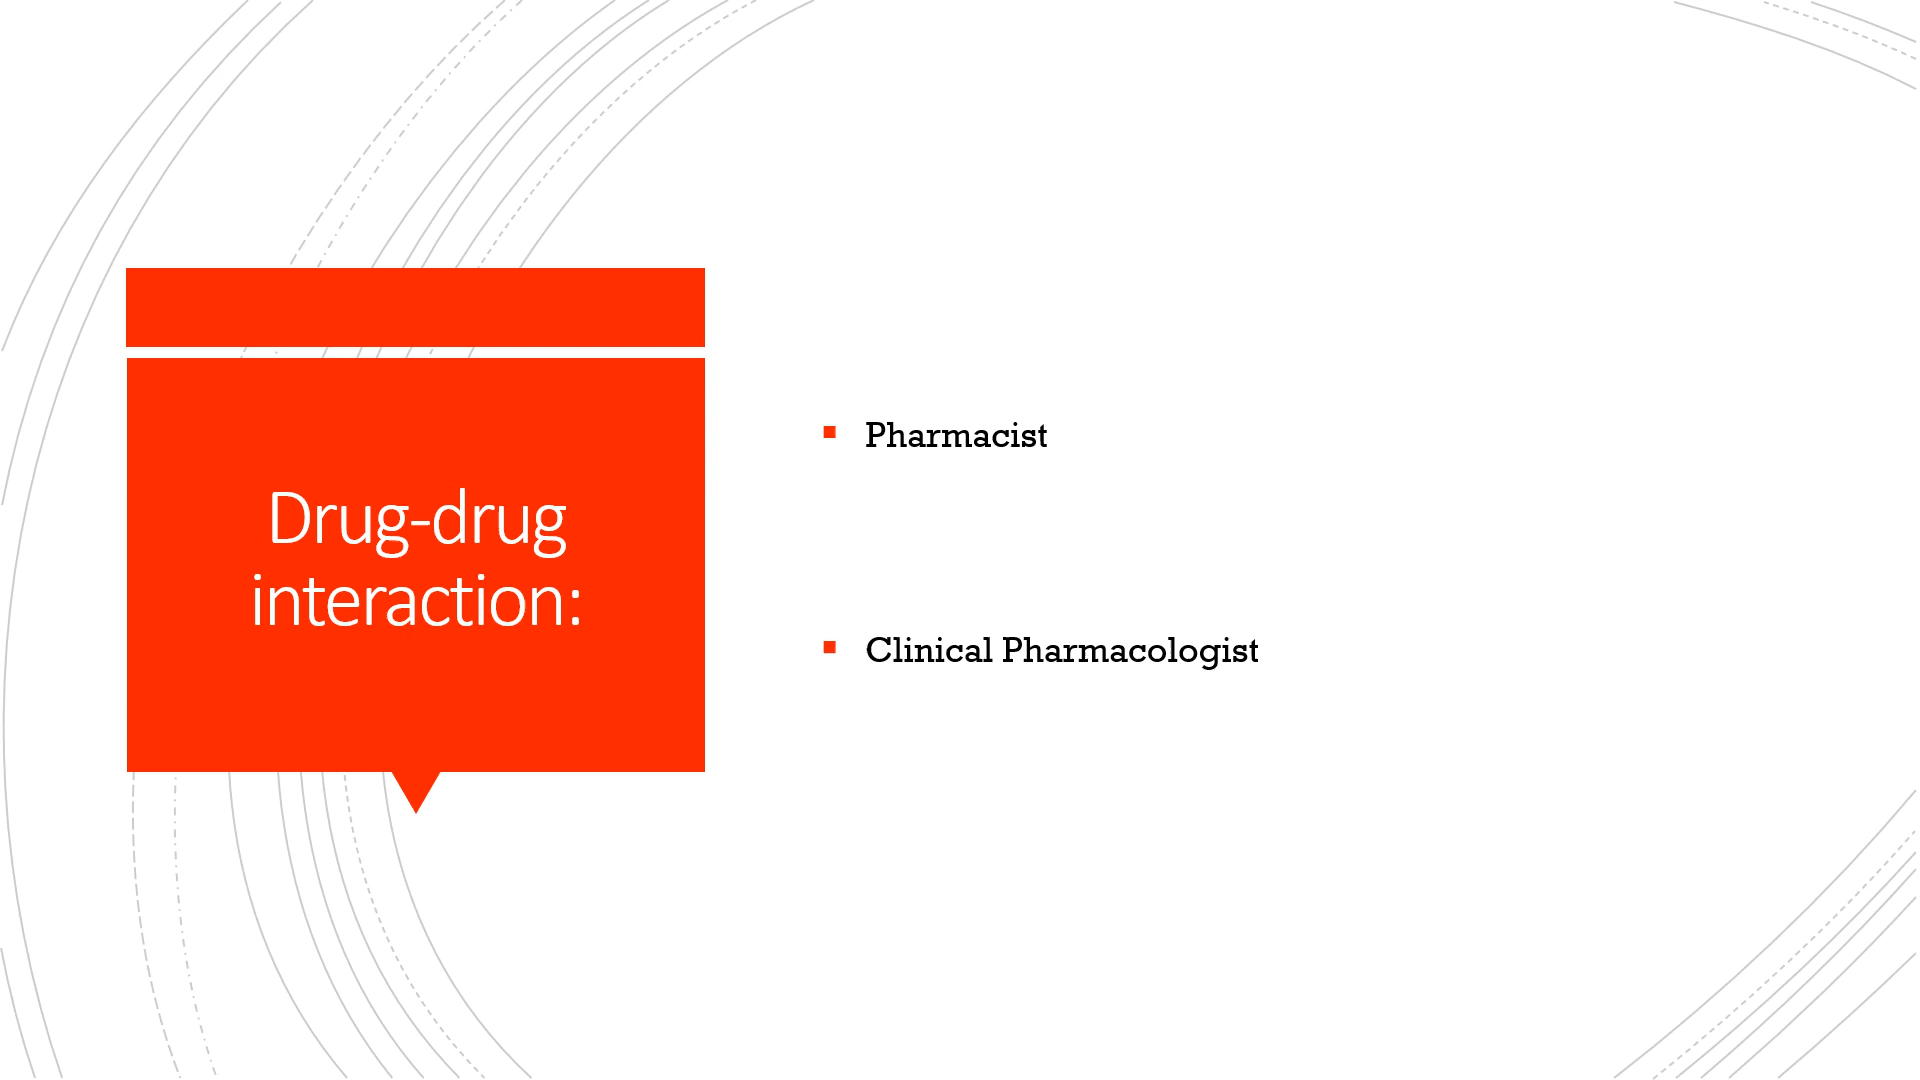 Drug-drug
interaction:
▪ Pharmacist
▪ Clinical Pharmacologist